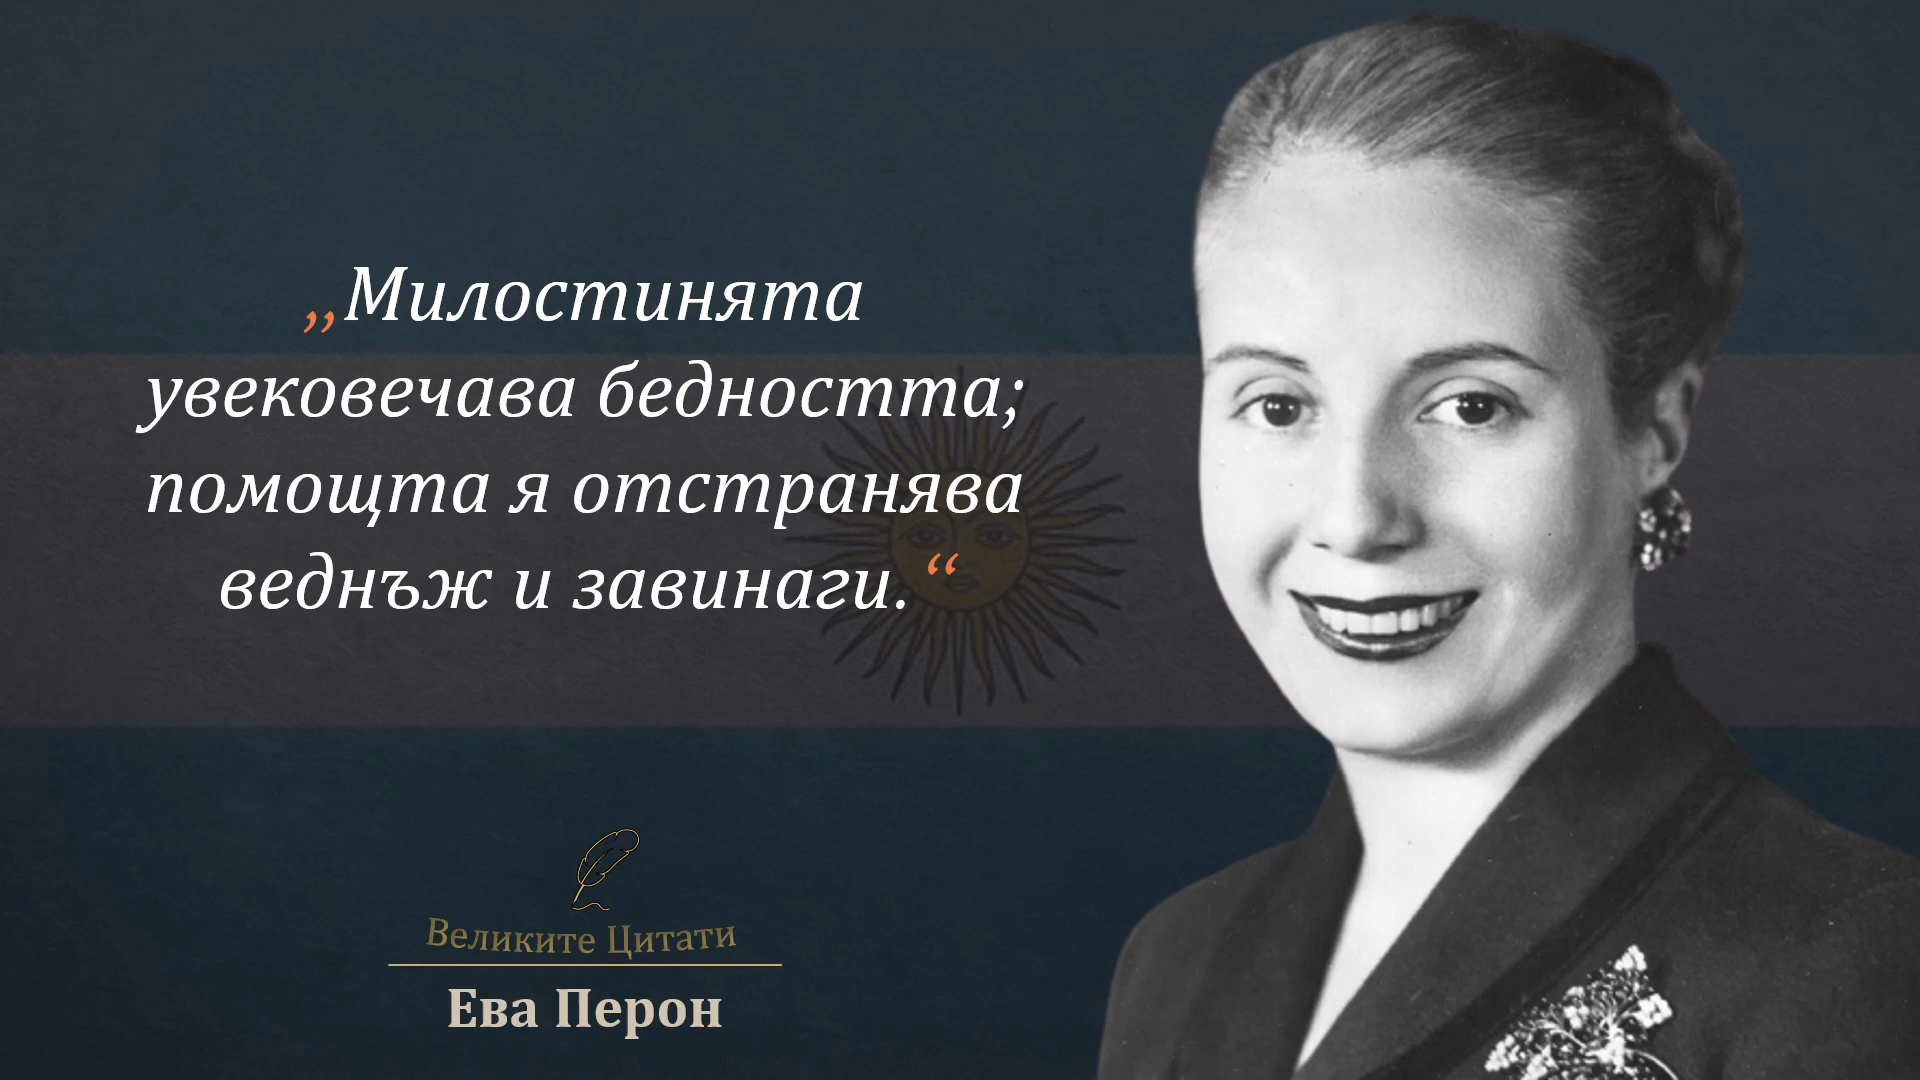 „Милостинята
увековечава бедността;
помощта я отстранява
веднъж и завинаги.“
Великите Цитати
Ева Перон